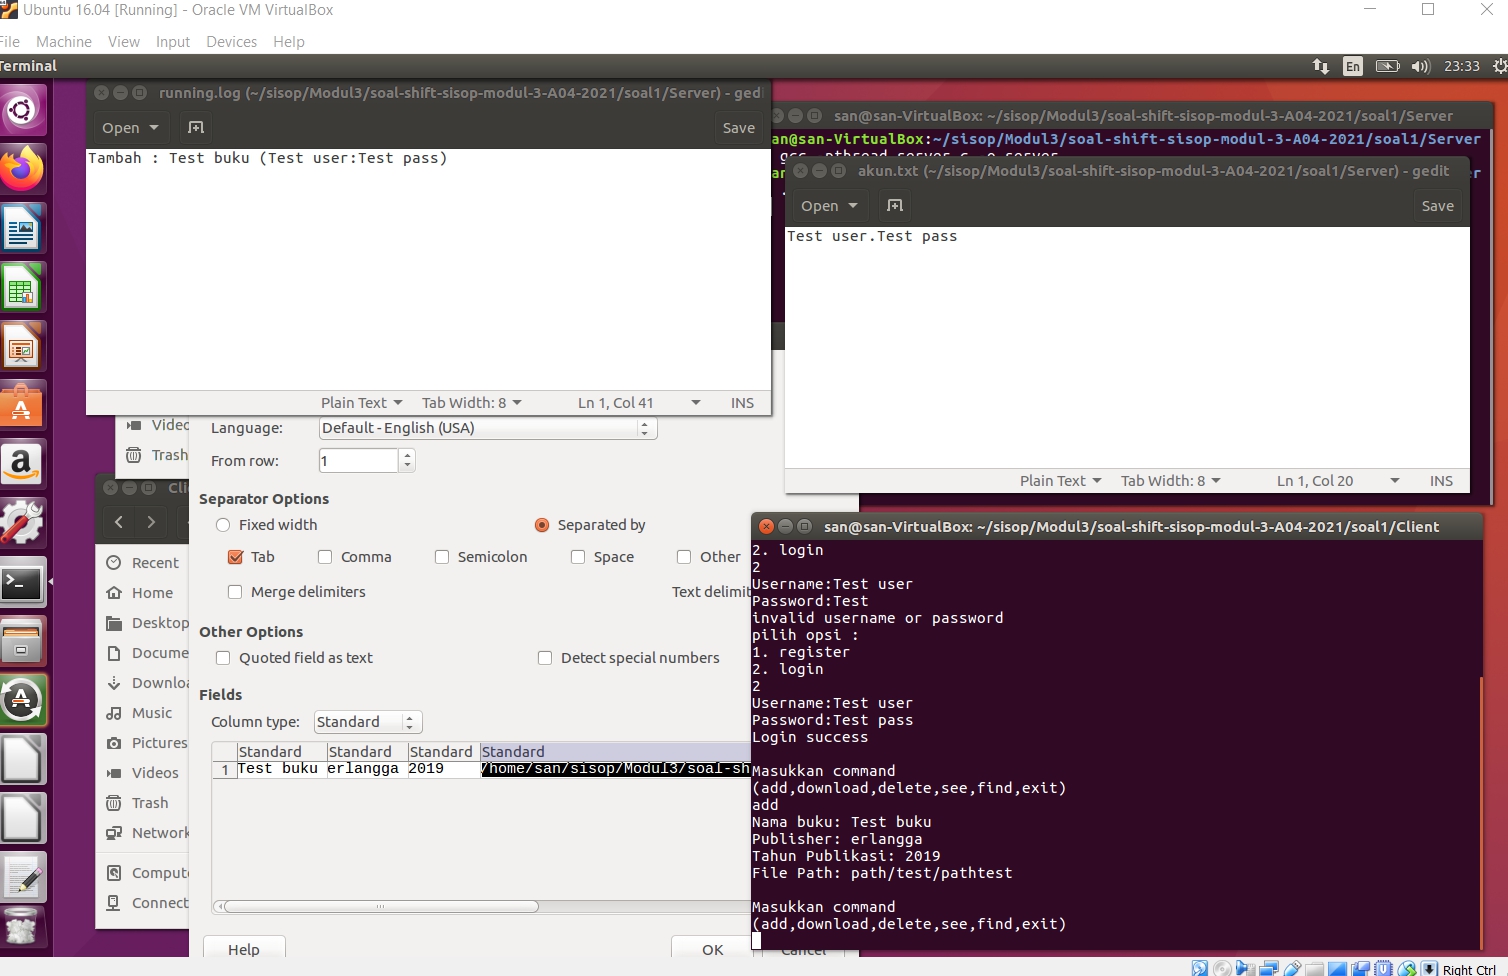 Ubuntu 16.04 [Running] - Oracle VM VirtualBox
File Machine View Input Devices Help
Terminal
En
23:33
running.log (~/sisop/Modul3/soal-shift-sisop-modul-3-A04-2021/soal1/Server) - gedi
Open
Save
Tambah : Test buku (Test user:Test pass)
Plain Text
Tab Width: 8
Ln 1, Col 41
INS
san@san-VirtualBox: ~/sisop/Modul3/soal-shift-sisop-modul-3-A04-2021/soal1/Server
an@san-VirtualBox:~/sisop/Modul3/soal-shift-sisop-modul-3-A04-2021/soal1/Server
akun.txt (~/sisop/Modul3/soal-shift-sisop-modul-3-A04-2021/soal1/Server) - gedit
Open
Save
Test user.Test pass
Plain Text
Tab Width: 8
Ln 1, Col 20
INS
Videc
Trash
Clie
Recent
Home
Desktop
Docume
Downloa
Music
Pictures
Videos
Trash
Network
Compute
Connect
Language:
Default - English (USA)
From row:
1
Separator Options
Fixed width
Separated by
Tab
Comma
Semicolon
Space
Other
Merge delimiters
Text delimit
Other Options
Quoted field as text
Detect special numbers
Fields
Column type:
Standard
Standard Standard Standard Standard
1 Test buku erlangga 2019 /home/san/sisop/Modul3/soal-sh
Help
OK
Cancel
san@san-VirtualBox: ~/sisop/Modul3/soal-shift-sisop-modul-3-A04-2021/soal1/Client
2. login
2
Username:Test user
Password:Test
invalid username or password
pilih opsi :
1. register
2. login
2
Username:Test user
Password:Test pass
Login success
Masukkan command
(add,download,delete,see,find,exit)
add
Nama buku: Test buku
Publisher: erlangga
Tahun Publikasi: 2019
File Path: path/test/pathtest
Masukkan command
(add,download,delete,see,find,exit)
Right Ctrl